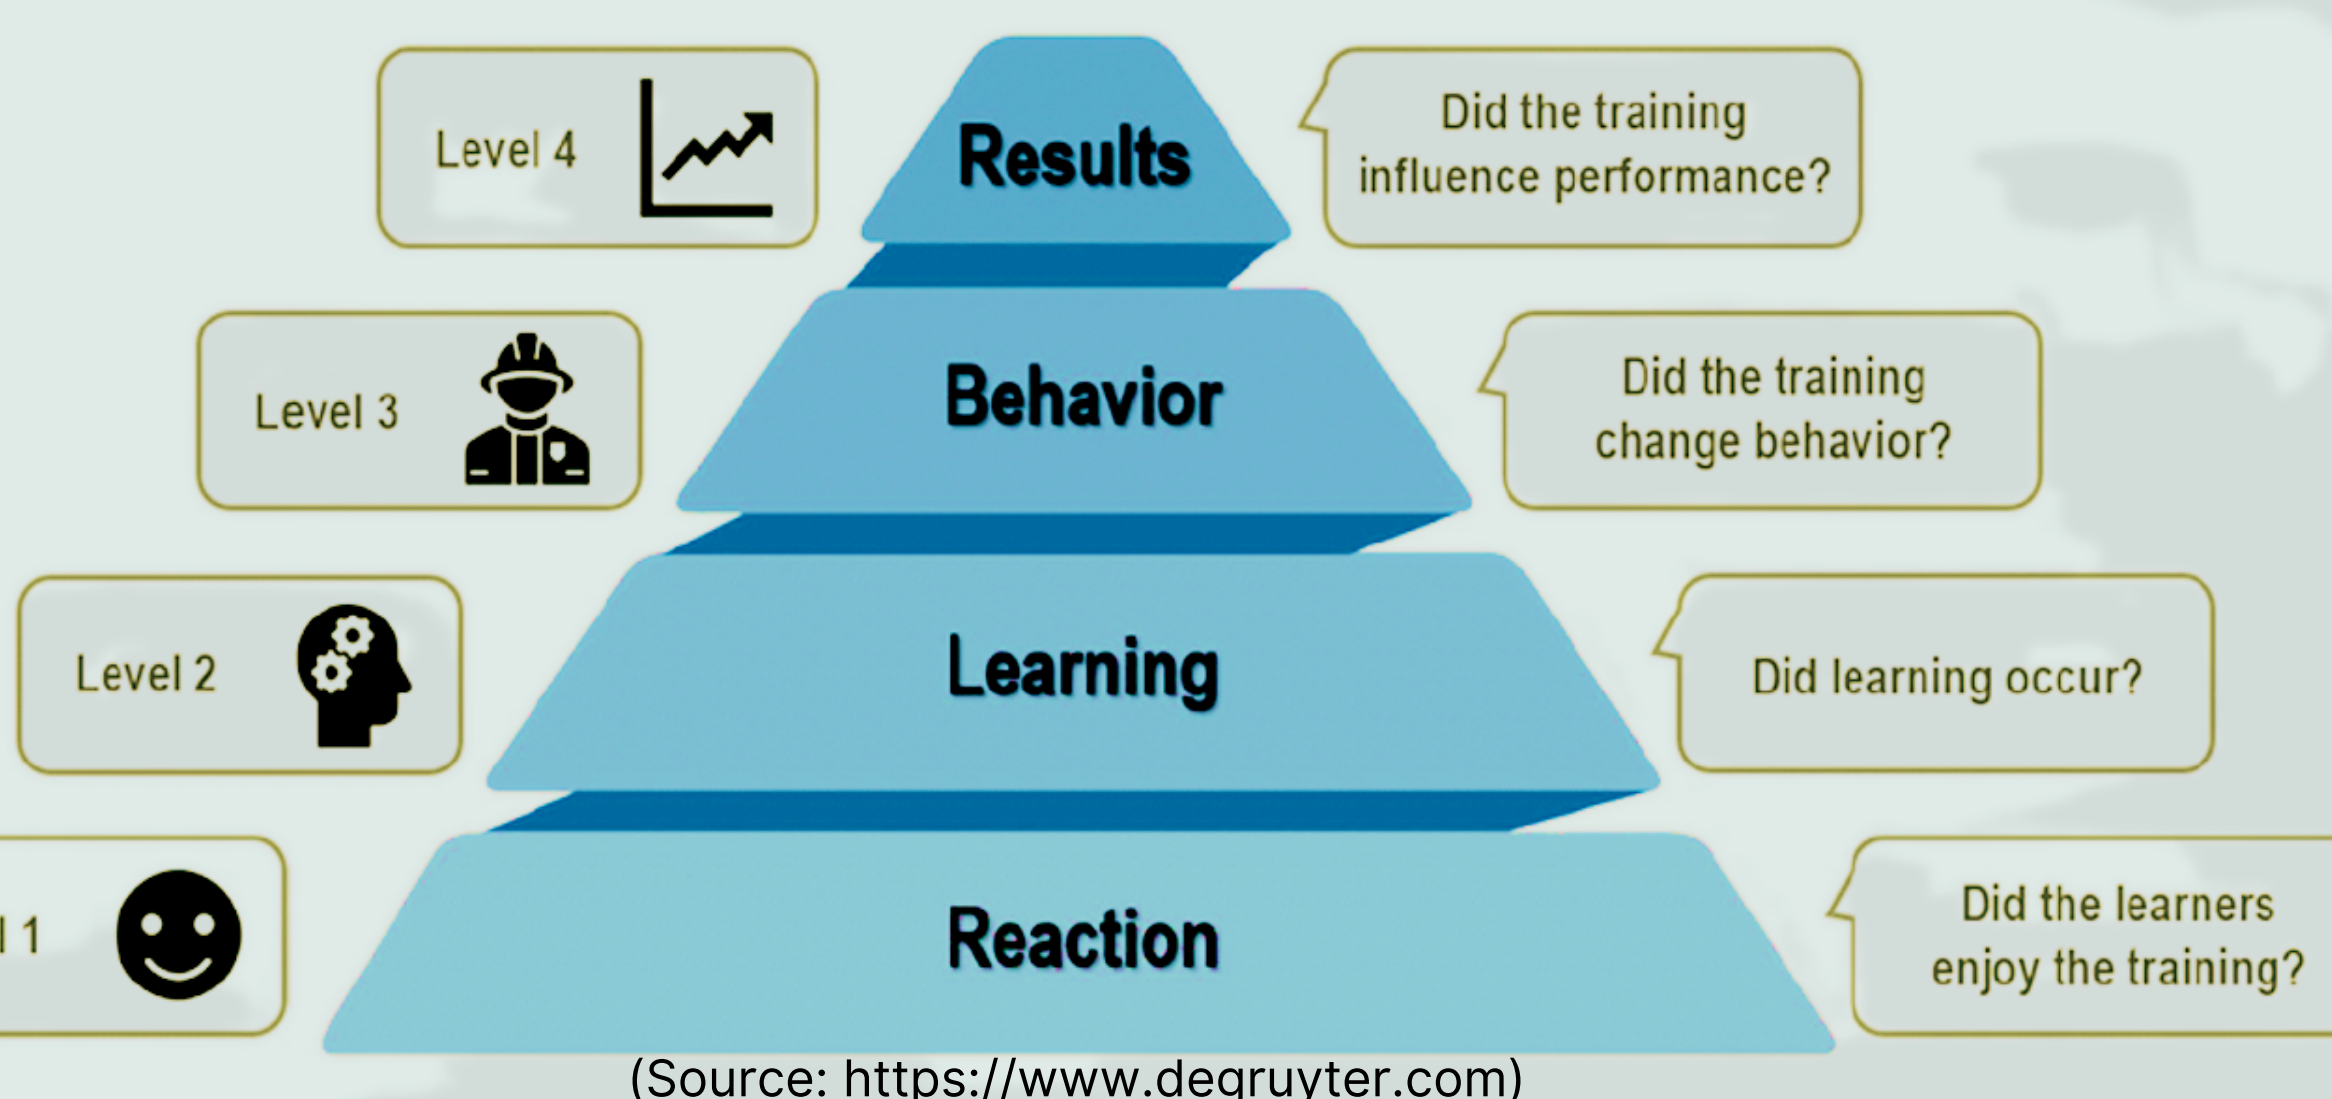 Level 4
Results
Did the training
influence performance?
Level 3
Behavior
Did the training
change behavior?
Level 2
Learning
Did learning occur?
l 1
Reaction
Did the learners
enjoy the training?
(Source: https://www.degruyter.com)